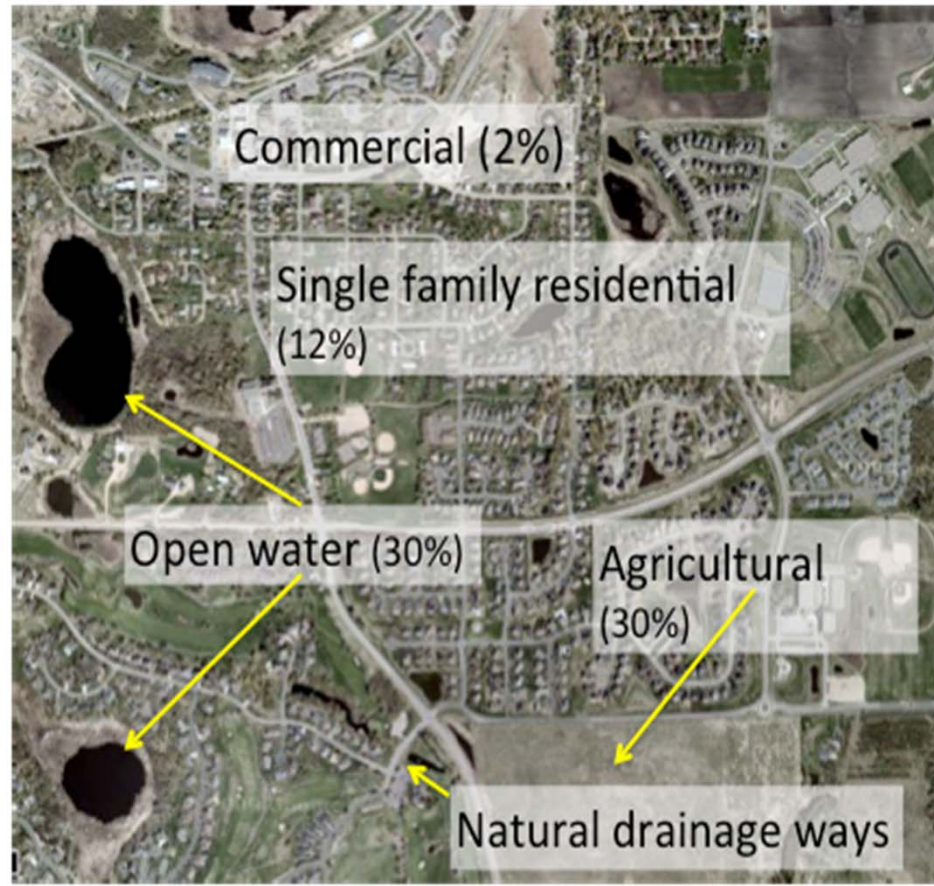 Commercial (2%)
Single family residential
(12%)
Open water (30%)
Agricultural
(30%)
Natural drainage ways